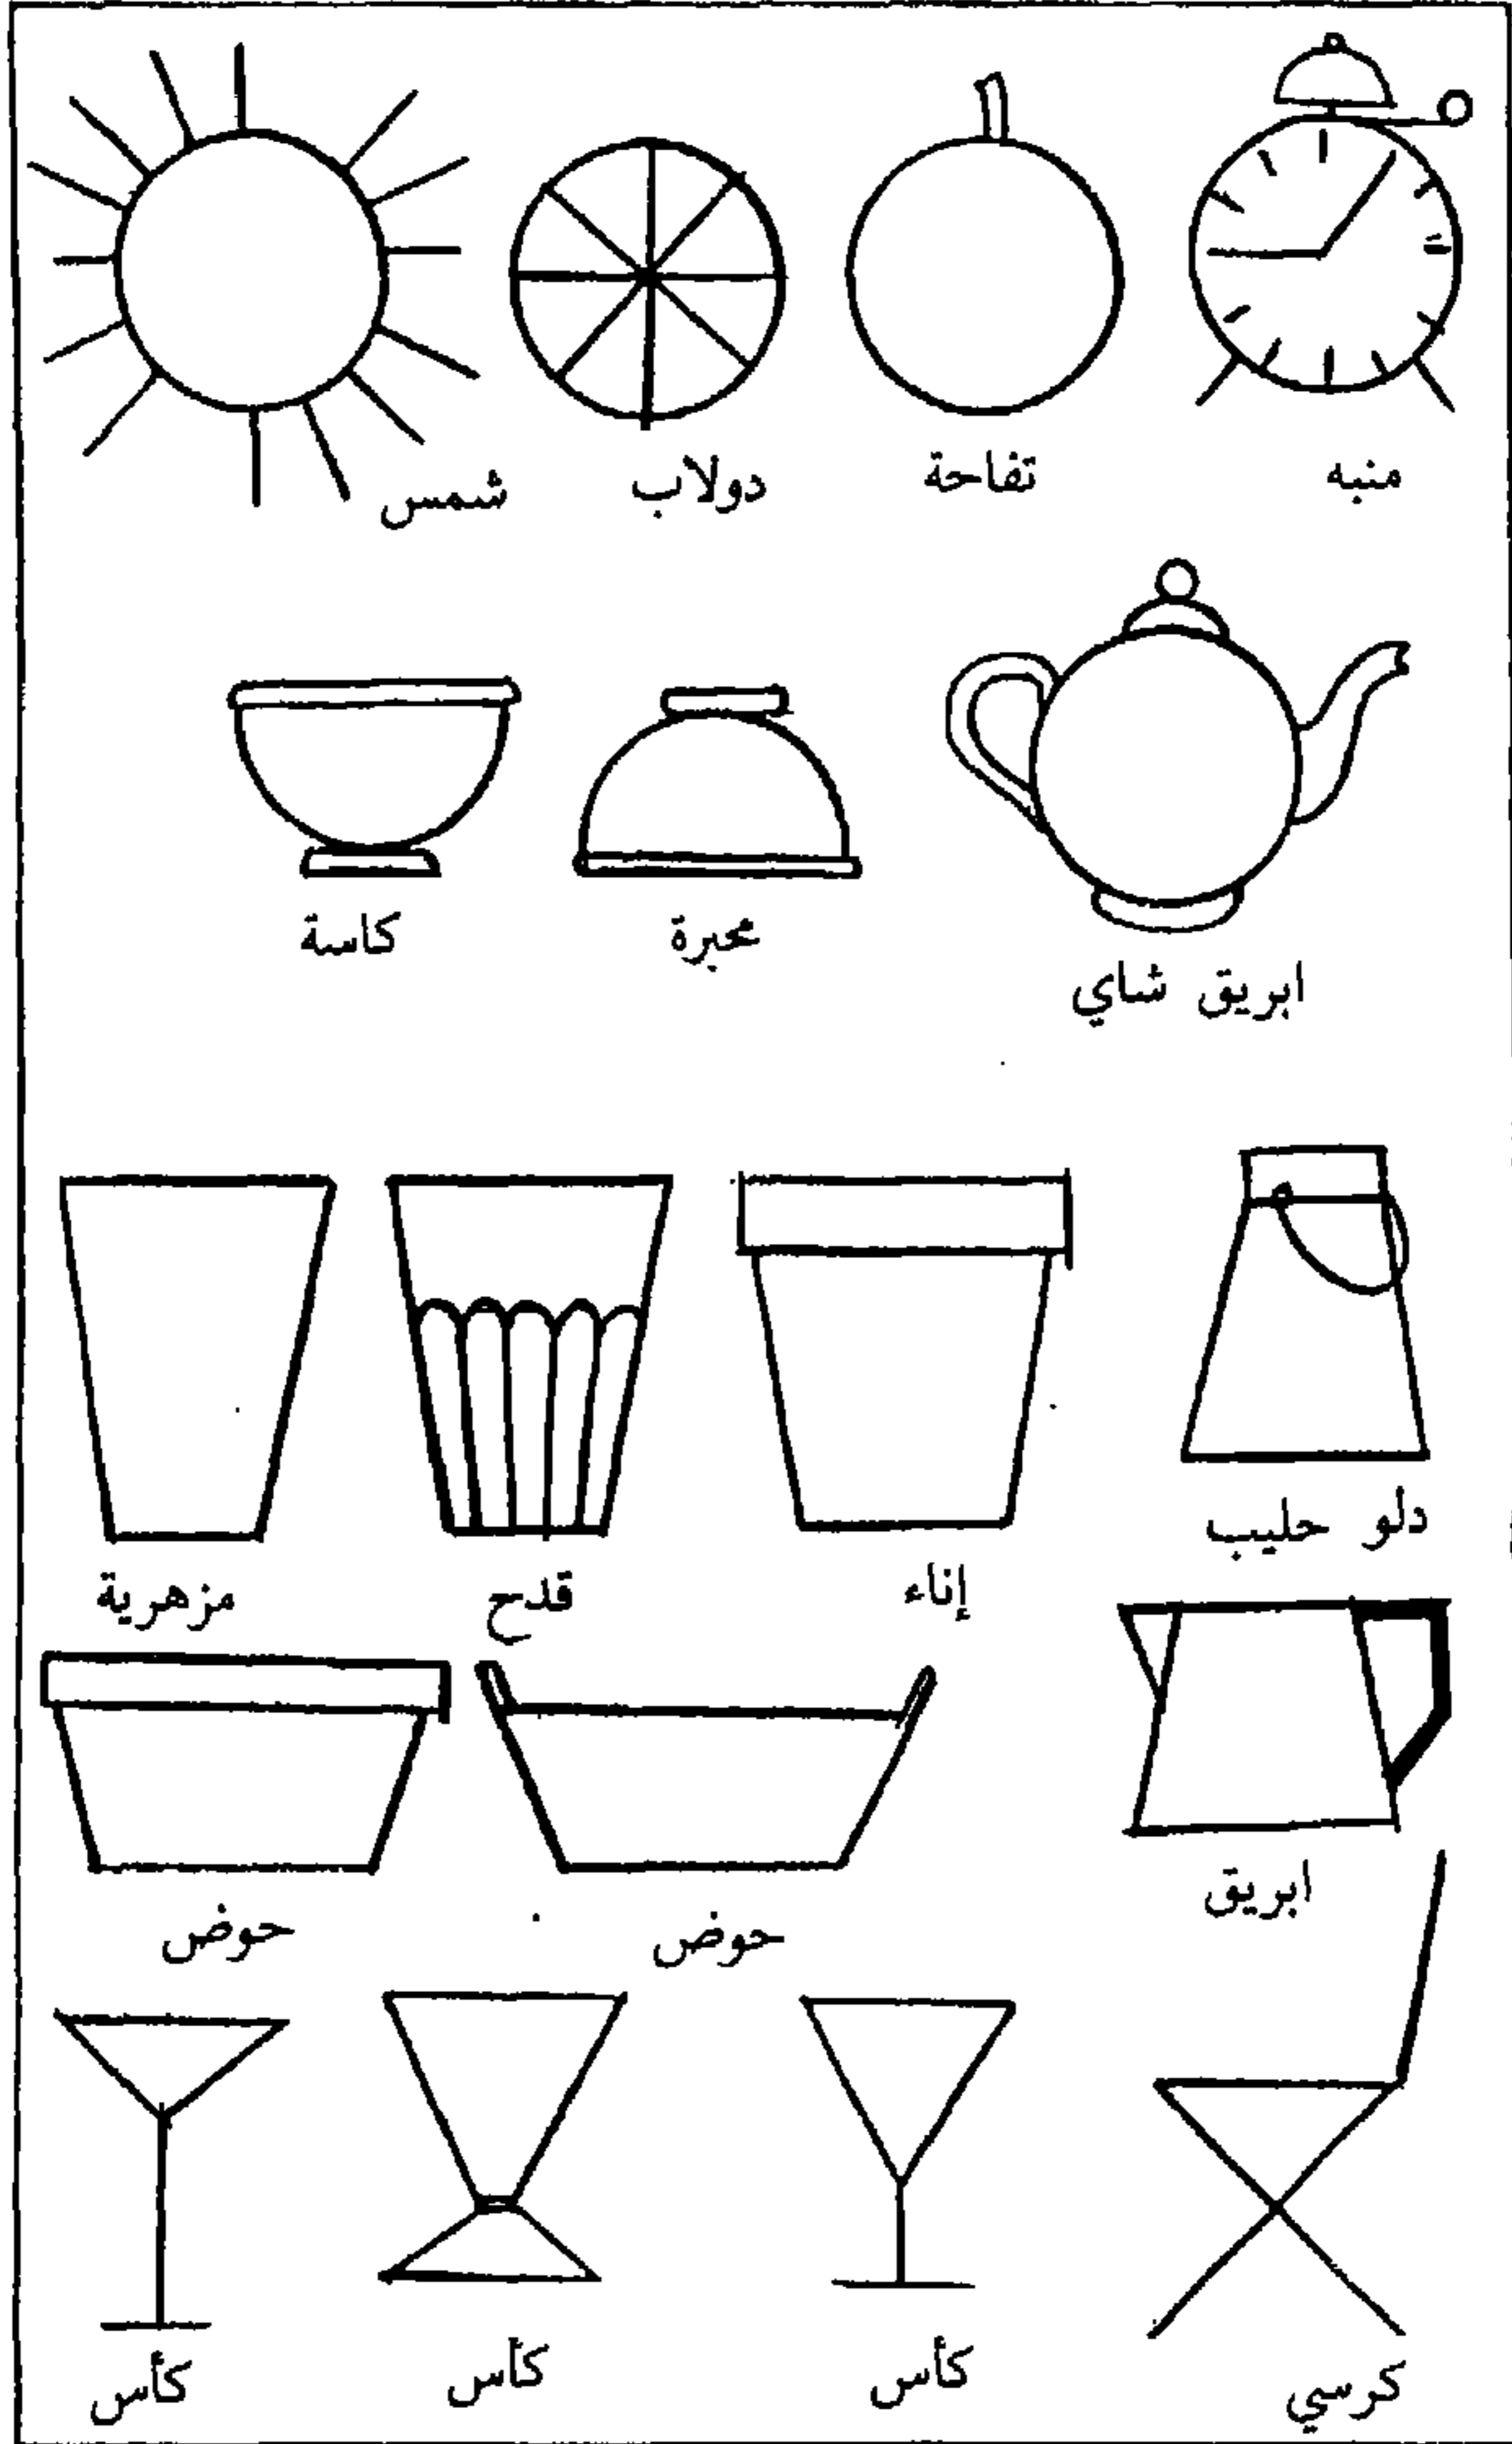 منبه تفاحة دولاب شمس
ابريق شاي محبرة كاسة
دلو حليب
إناء قدح مزهرية
ابريق
حوض حوض
كرسي كأس كأس كأس